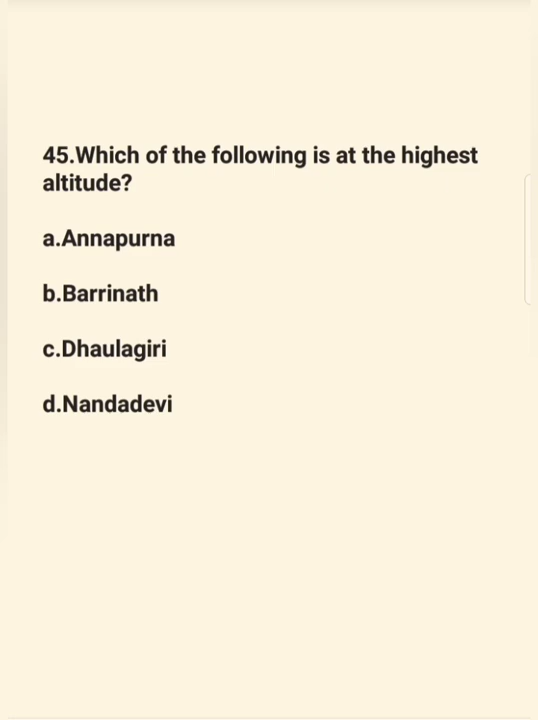 45.Which of the following is at the highest
altitude?
a.Annapurna
b.Barrinath
c.Dhaulagiri
d.Nandadevi